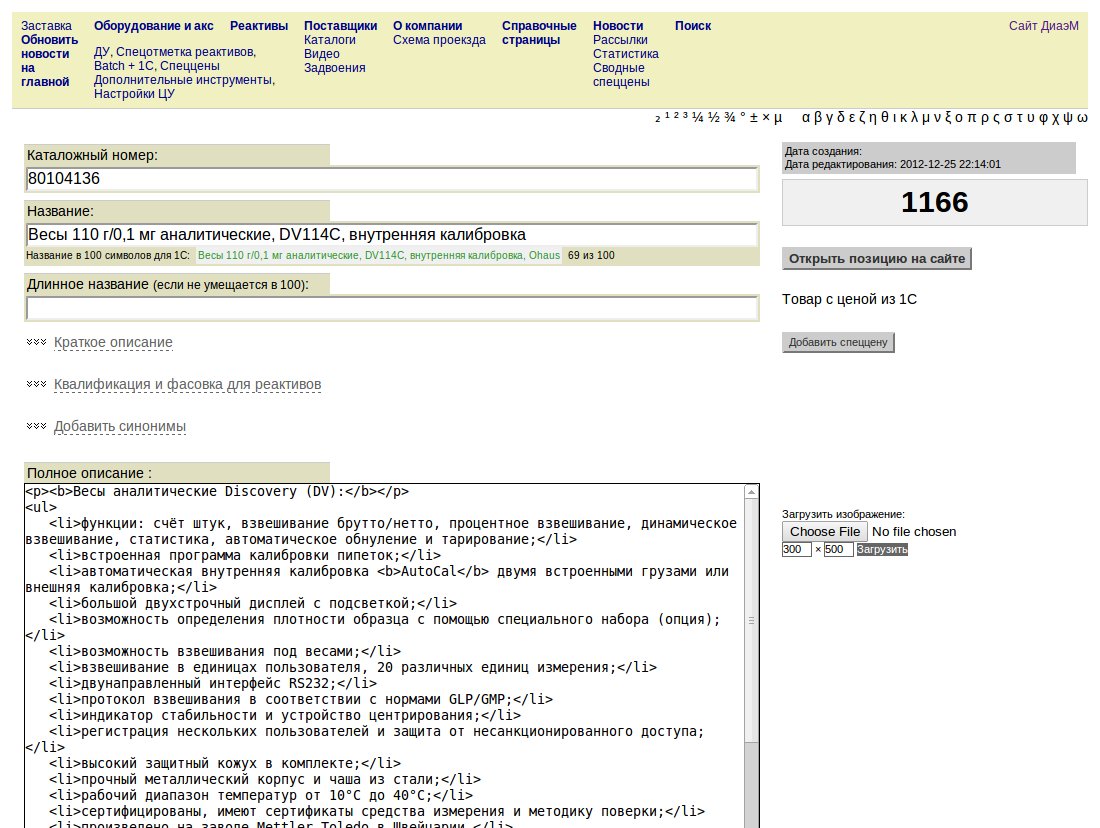 Заставка
Обновить
новости
на
главной
Оборудование и акс
Реактивы
ДУ, Спецотметка реактивов,
Batch + 1С, Спеццены
Дополнительные инструменты,
Настройки ЦУ
Поставщики
Каталоги
Видео
Задвоения
О компании
Схема проекзда
Справочные
страницы
Новости
Рассылки
Статистика
Сводные
спеццены
Поиск
Сайт ДиаэМ
₂ ¹ ² ³ ¼ ½ ¾ ° ± × µ α β γ δ ε ζ η θ ι κ λ μ ν ξ ο π ρ ς σ τ υ φ χ ψ ω
Каталожный номер:
80104136
Название:
Весы 110 г/0,1 мг аналитические, DV114C, внутренняя калибровка
Название в 100 символов для 1С: Весы 110 г/0,1 мг аналитические, DV114C, внутренняя калибровка, Ohaus 69 из 100
Длинное название (если не умещается в 100):
Краткое описание
Квалификация и фасовка для реактивов
Добавить синонимы
Полное описание :
<p><b>Весы аналитические Discovery (DV):</b></p>
<ul>
<li>функции: счёт штук, взвешивание брутто/нетто, процентное взвешивание, динамическое
взвешивание, статистика, автоматическое обнуление и тарирование;</li>
<li>встроенная программа калибровки пипеток;</li>
<li>автоматическая внутренняя калибровка <b>AutoCal</b> двумя встроенными грузами или
внешняя калибровка;</li>
<li>большой двухстрочный дисплей с подсветкой;</li>
<li>возможность определения плотности образца с помощью специального набора (опция);
</li>
<li>возможность взвешивания под весами;</li>
<li>взвешивание в единицах пользователя, 20 различных единиц измерения;</li>
<li>двунаправленный интерфейс RS232;</li>
<li>протокол взвешивания в соответствии с нормами GLP/GMP;</li>
<li>индикатор стабильности и устройство центрирования;</li>
<li>регистрация нескольких пользователей и защита от несанкционированного доступа;
</li>
<li>высокий защитный кожух в комплекте;</li>
<li>прочный металлический корпус и чаша из стали;</li>
<li>рабочий диапазон температур от 10°C до 40°C;</li>
<li>сертифицированы, имеют сертификаты средства измерения и методику поверки;</li>
<li>произведено на заводе Mettler Toledo в Швейцарии.</li>
Дата создания:
Дата редактирования: 2012-12-25 22:14:01
1166
Открыть позицию на сайте
Товар с ценой из 1С
Добавить спеццену
Загрузить изображение:
Choose File No file chosen
300 × 500 Загрузить